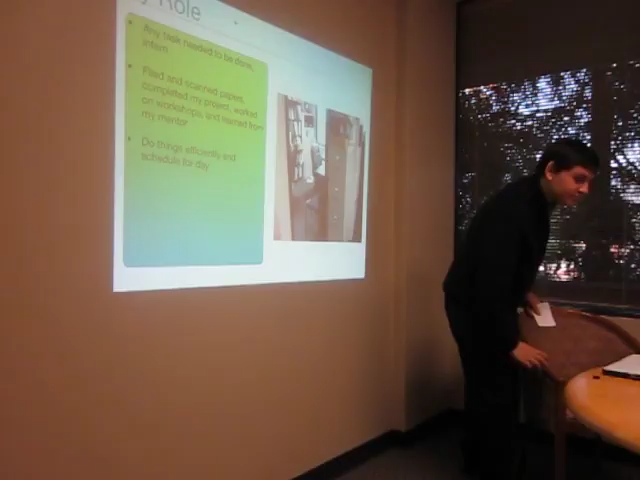 y Role
Any task needed to be done,
intern
Filed and scanned papers,
completed my project, worked
on workshops, and learned from
my mentor
Do things efficiently and
schedule for day